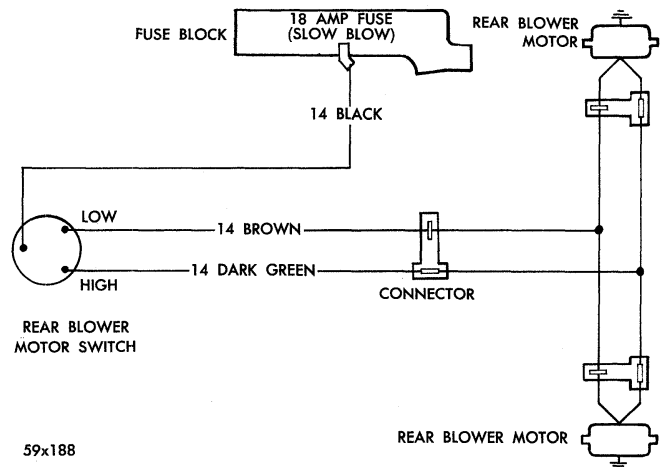 18 AMP FUSE
(SLOW BLOW)
FUSE BLOCK
REAR BLOWER
MOTOR
14 BLACK
LOW
14 BROWN
14 DARK GREEN
HIGH
CONNECTOR
REAR BLOWER
MOTOR SWITCH
REAR BLOWER MOTOR
59x188